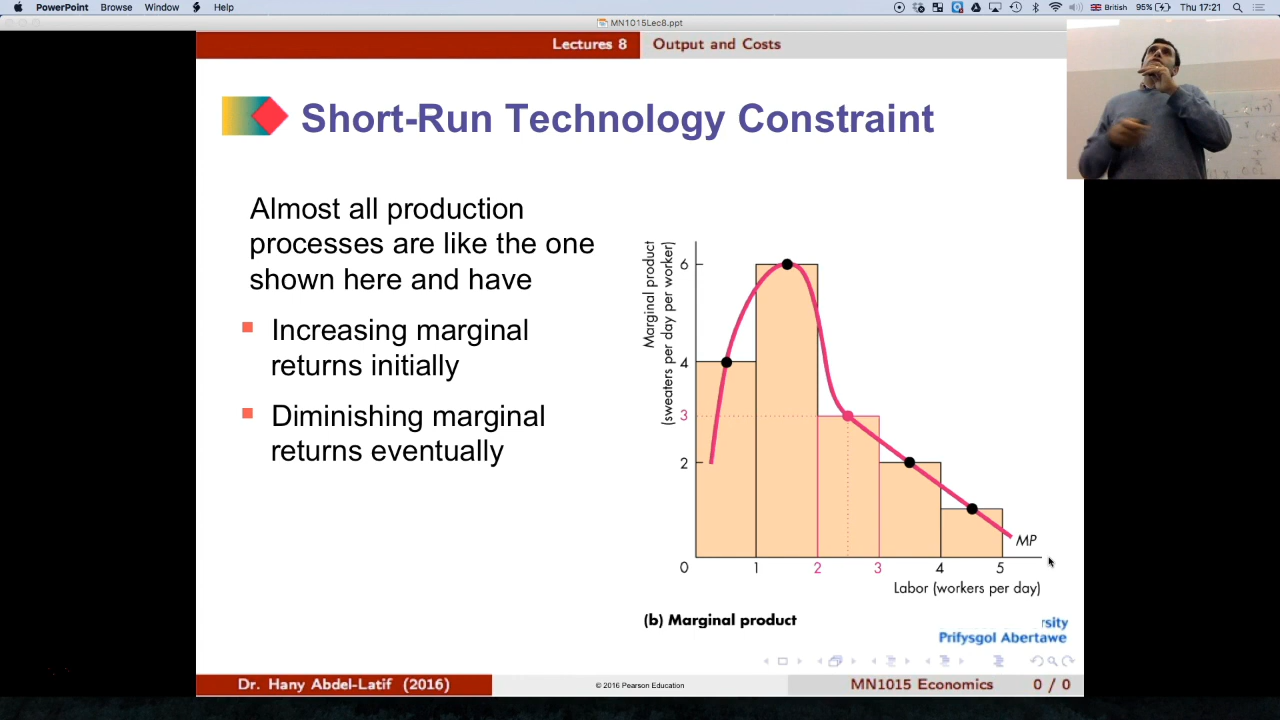 PowerPoint Browse Window Help British 95% Thu 17:21
MN1015Lec8.ppt
Lectures 8 Output and Costs
Short-Run Technology Constraint
Almost all production
processes are like the one
shown here and have
Increasing marginal
returns initially
Diminishing marginal
returns eventually
Marginal product
(sweaters per day per worker)
6
4
3
2
0 1 2 3 4 5
MP
Labor (workers per day)
(b) Marginal product
rsity
Prifysgol Abertawe
Dr. Hany Abdel-Latif (2016) © 2016 Pearson Education MN1015 Economics 0 / 0